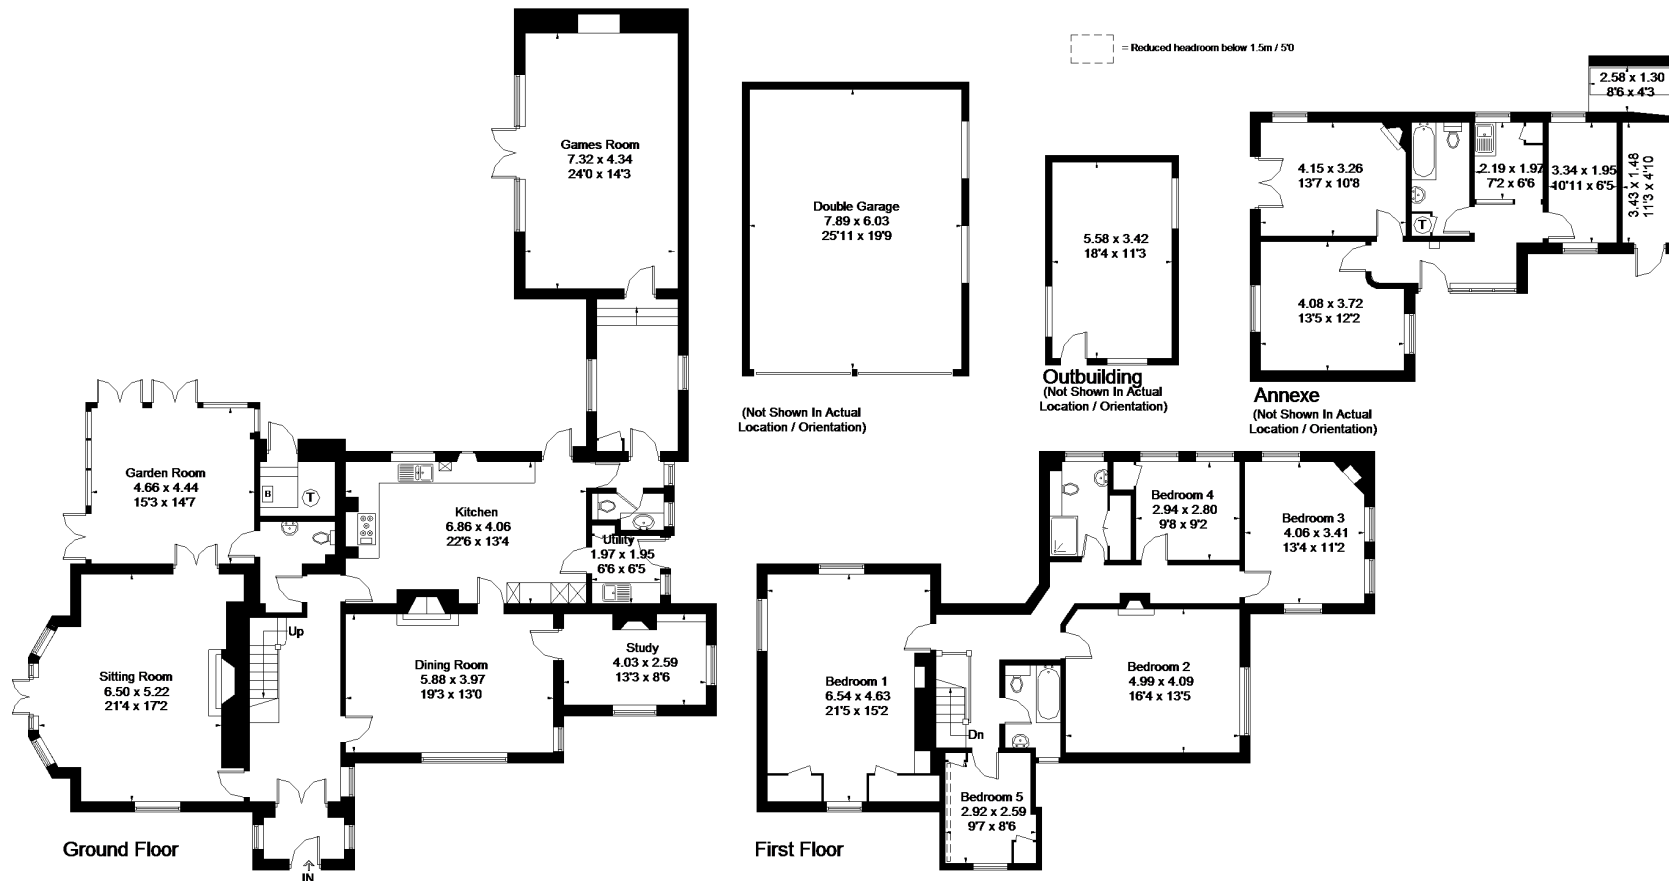 = Reduced headroom below 1.5m / 5'0
Games Room
7.32 x 4.34
24'0 x 14'3
Double Garage
7.89 x 6.03
25'11 x 19'9
(Not Shown In Actual
Location / Orientation)
5.58 x 3.42
18'4 x 11'3
Outbuilding
(Not Shown In Actual
Location / Orientation)
2.58 x 1.30
8'6 x 4'3
4.15 x 3.26
13'7 x 10'8
2.19 x 1.97
7'2 x 6'6
3.34 x 1.95
10'11 x 6'5
3.43 x 1.48
11'3 x 4'10
T
4.08 x 3.72
13'5 x 12'2
Annexe
(Not Shown In Actual
Location / Orientation)
Garden Room
4.66 x 4.44
15'3 x 14'7
B
T
Kitchen
6.86 x 4.06
22'6 x 13'4
Utility
1.97 x 1.95
6'6 x 6'5
Up
Sitting Room
6.50 x 5.22
21'4 x 17'2
Dining Room
5.88 x 3.97
19'3 x 13'0
Study
4.03 x 2.59
13'3 x 8'6
Ground Floor
IN
Bedroom 4
2.94 x 2.80
9'8 x 9'2
Bedroom 3
4.06 x 3.41
13'4 x 11'2
Bedroom 1
6.54 x 4.63
21'5 x 15'2
Bedroom 2
4.99 x 4.09
16'4 x 13'5
Dn
Bedroom 5
2.92 x 2.59
9'7 x 8'6
First Floor